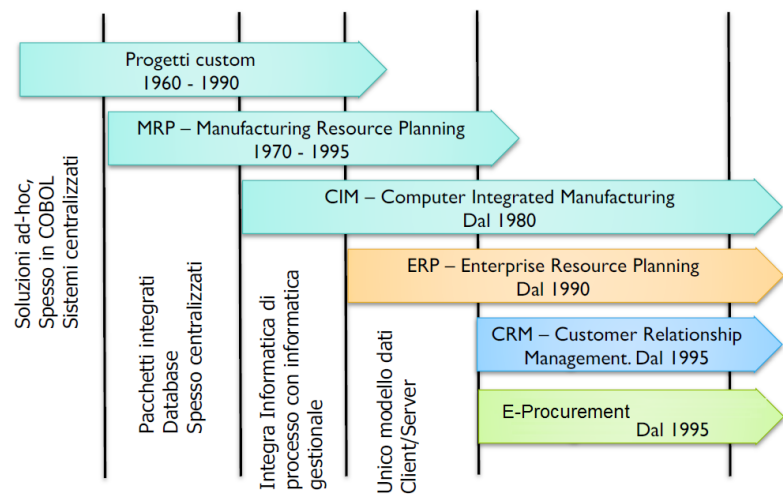 Progetti custom
1960 - 1990
MRP – Manufacturing Resource Planning
1970 - 1995
CIM – Computer Integrated Manufacturing
Dal 1980
ERP – Enterprise Resource Planning
Dal 1990
CRM – Customer Relationship
Management. Dal 1995
E-Procurement
Dal 1995
Soluzioni ad-hoc,
Spesso in COBOL
Sistemi centralizzati
Pacchetti integrati
Database
Spesso centralizzati
Integra Informatica di
processo con informatica
gestionale
Unico modello dati
Client/Server